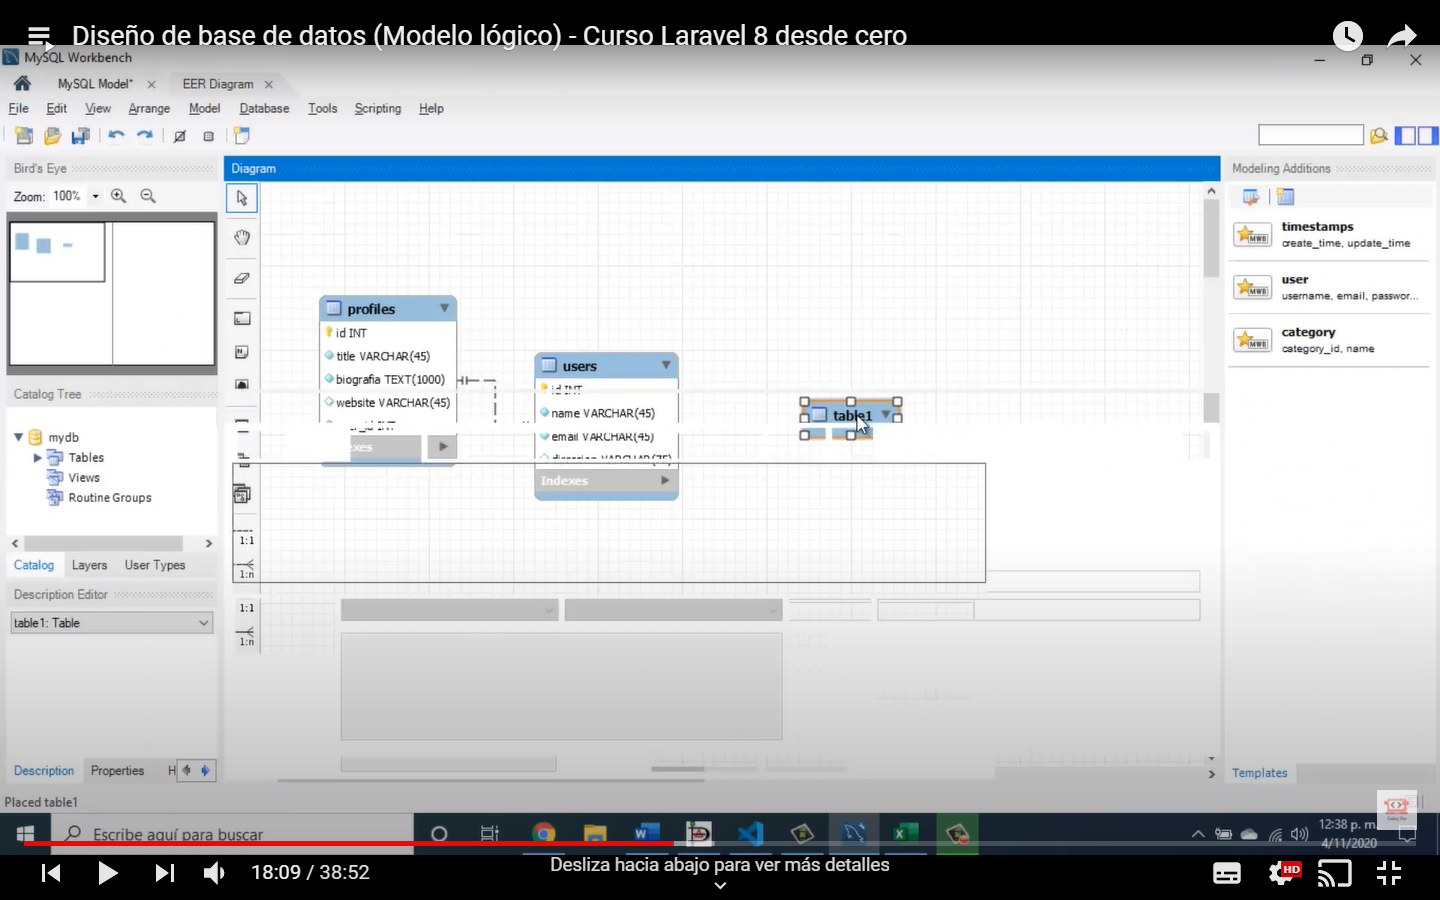 Diseño de base de datos (Modelo lógico) - Curso Laravel 8 desde cero
MySQL Workbench
MySQL Model*
EER Diagram
File Edit View Arrange Model Database Tools Scripting Help
Bird's Eye
Zoom: 100%
Diagram
Modeling Additions
timestamps
create_time, update_time
user
username, email, passwor...
category
category_id, name
profiles
id INT
title VARCHAR(45)
biografia TEXT(1000)
website VARCHAR(45)
users
id INT
name VARCHAR(45)
email VARCHAR(45)
Indexes
table1
Catalog Tree
mydb
Tables
Views
Routine Groups
Catalog Layers User Types
Description Editor
table1: Table
1:1
1:n
1:1
1:n
Description Properties H
Templates
Placed table1
Escribe aquí para buscar
12:38 p. m.
4/11/2020
18:09 / 38:52
Desliza hacia abajo para ver más detalles
HD